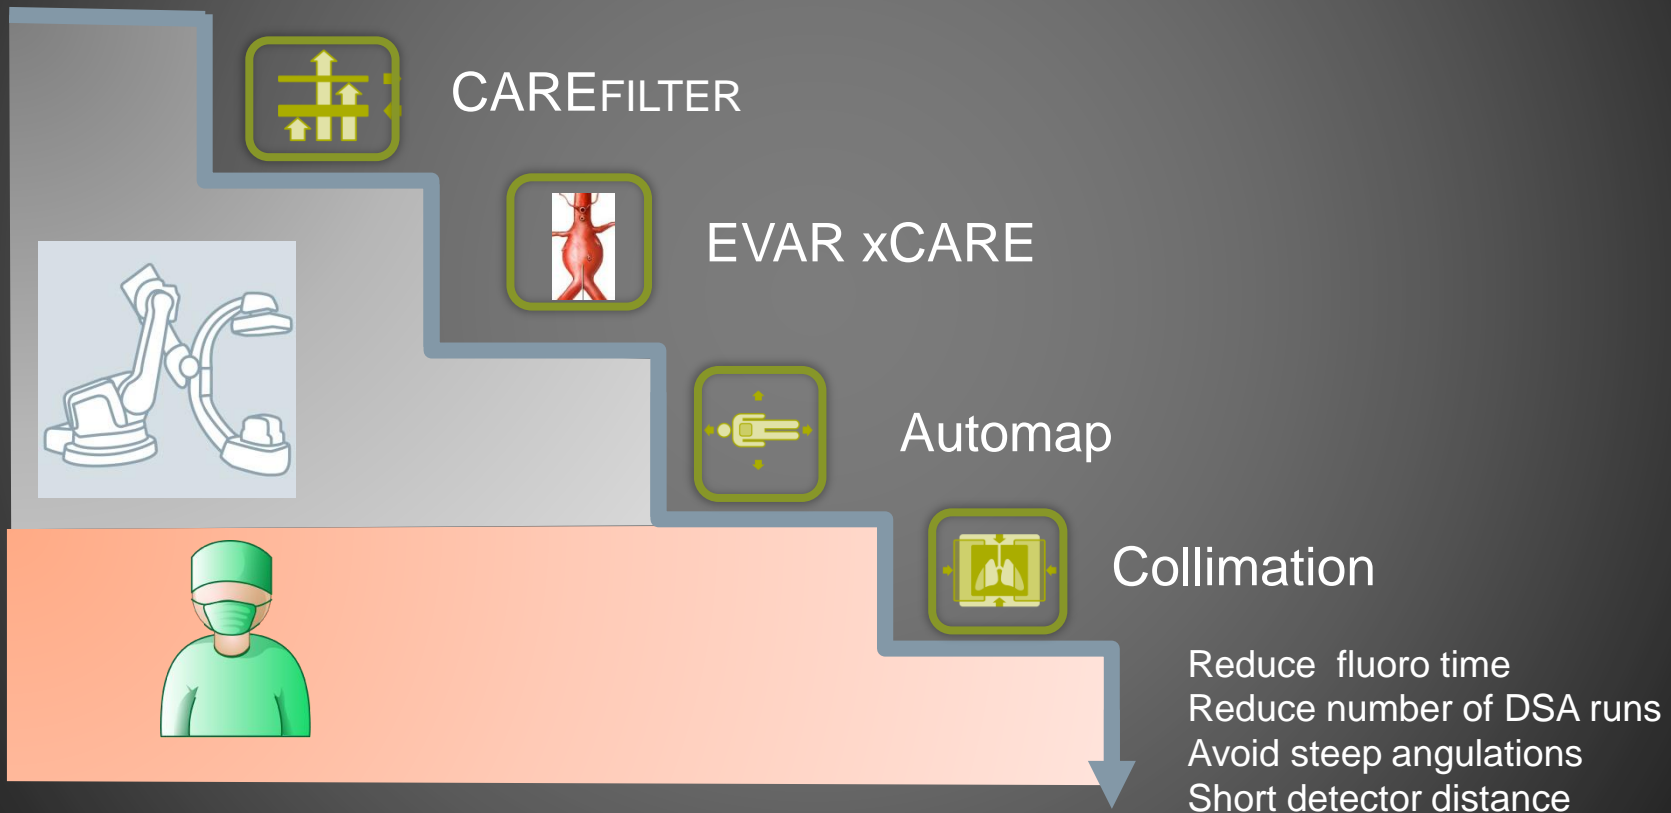 CAREFILTER
EVAR xCARE
Automap
Collimation
Reduce fluoro time
Reduce number of DSA runs
Avoid steep angulations
Short detector distance